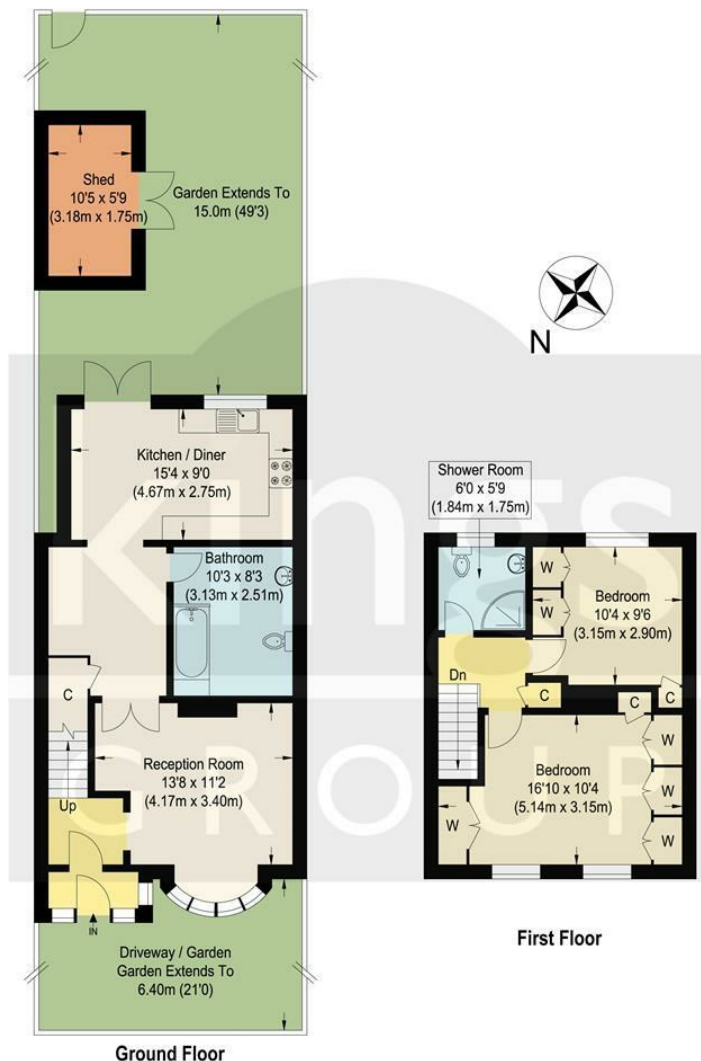 Shed
10'5 x 5'9
(3.18m x 1.75m)
Garden Extends To
15.0m (49'3)
N
Kitchen / Diner
15'4 x 9'0
(4.67m x 2.75m)
Bathroom
10'3 x 8'3
(3.13m x 2.51m)
C
Reception Room
13'8 x 11'2
(4.17m x 3.40m)
Up
IN
Driveway / Garden
Garden Extends To
6.40m (21'0)
Ground Floor
Shower Room
6'0 x 5'9
(1.84m x 1.75m)
W
W
Bedroom
10'4 x 9'6
(3.15m x 2.90m)
Dn
C
C
C
Bedroom
16'10 x 10'4
(5.14m x 3.15m)
W
W
W
W
First Floor
Kings
GROUP